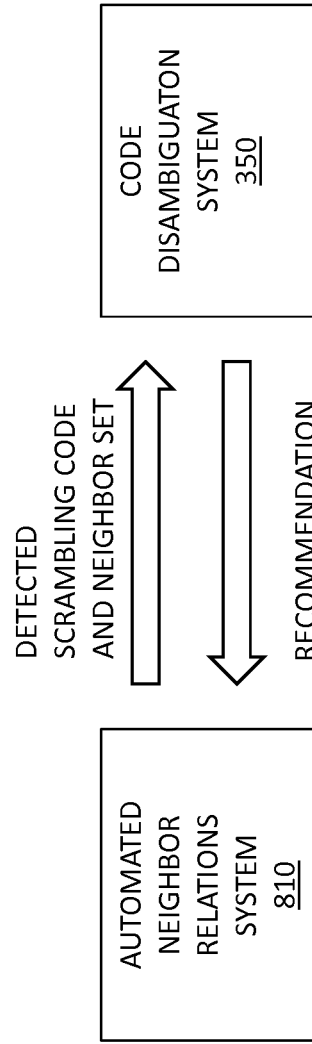 AUTOMATED
NEIGHBOR
RELATIONS
SYSTEM
810
DETECTED
SCRAMBLING CODE
AND NEIGHBOR SET
RECOMMENDATION
CODE
DISAMBIGUATON
SYSTEM
350